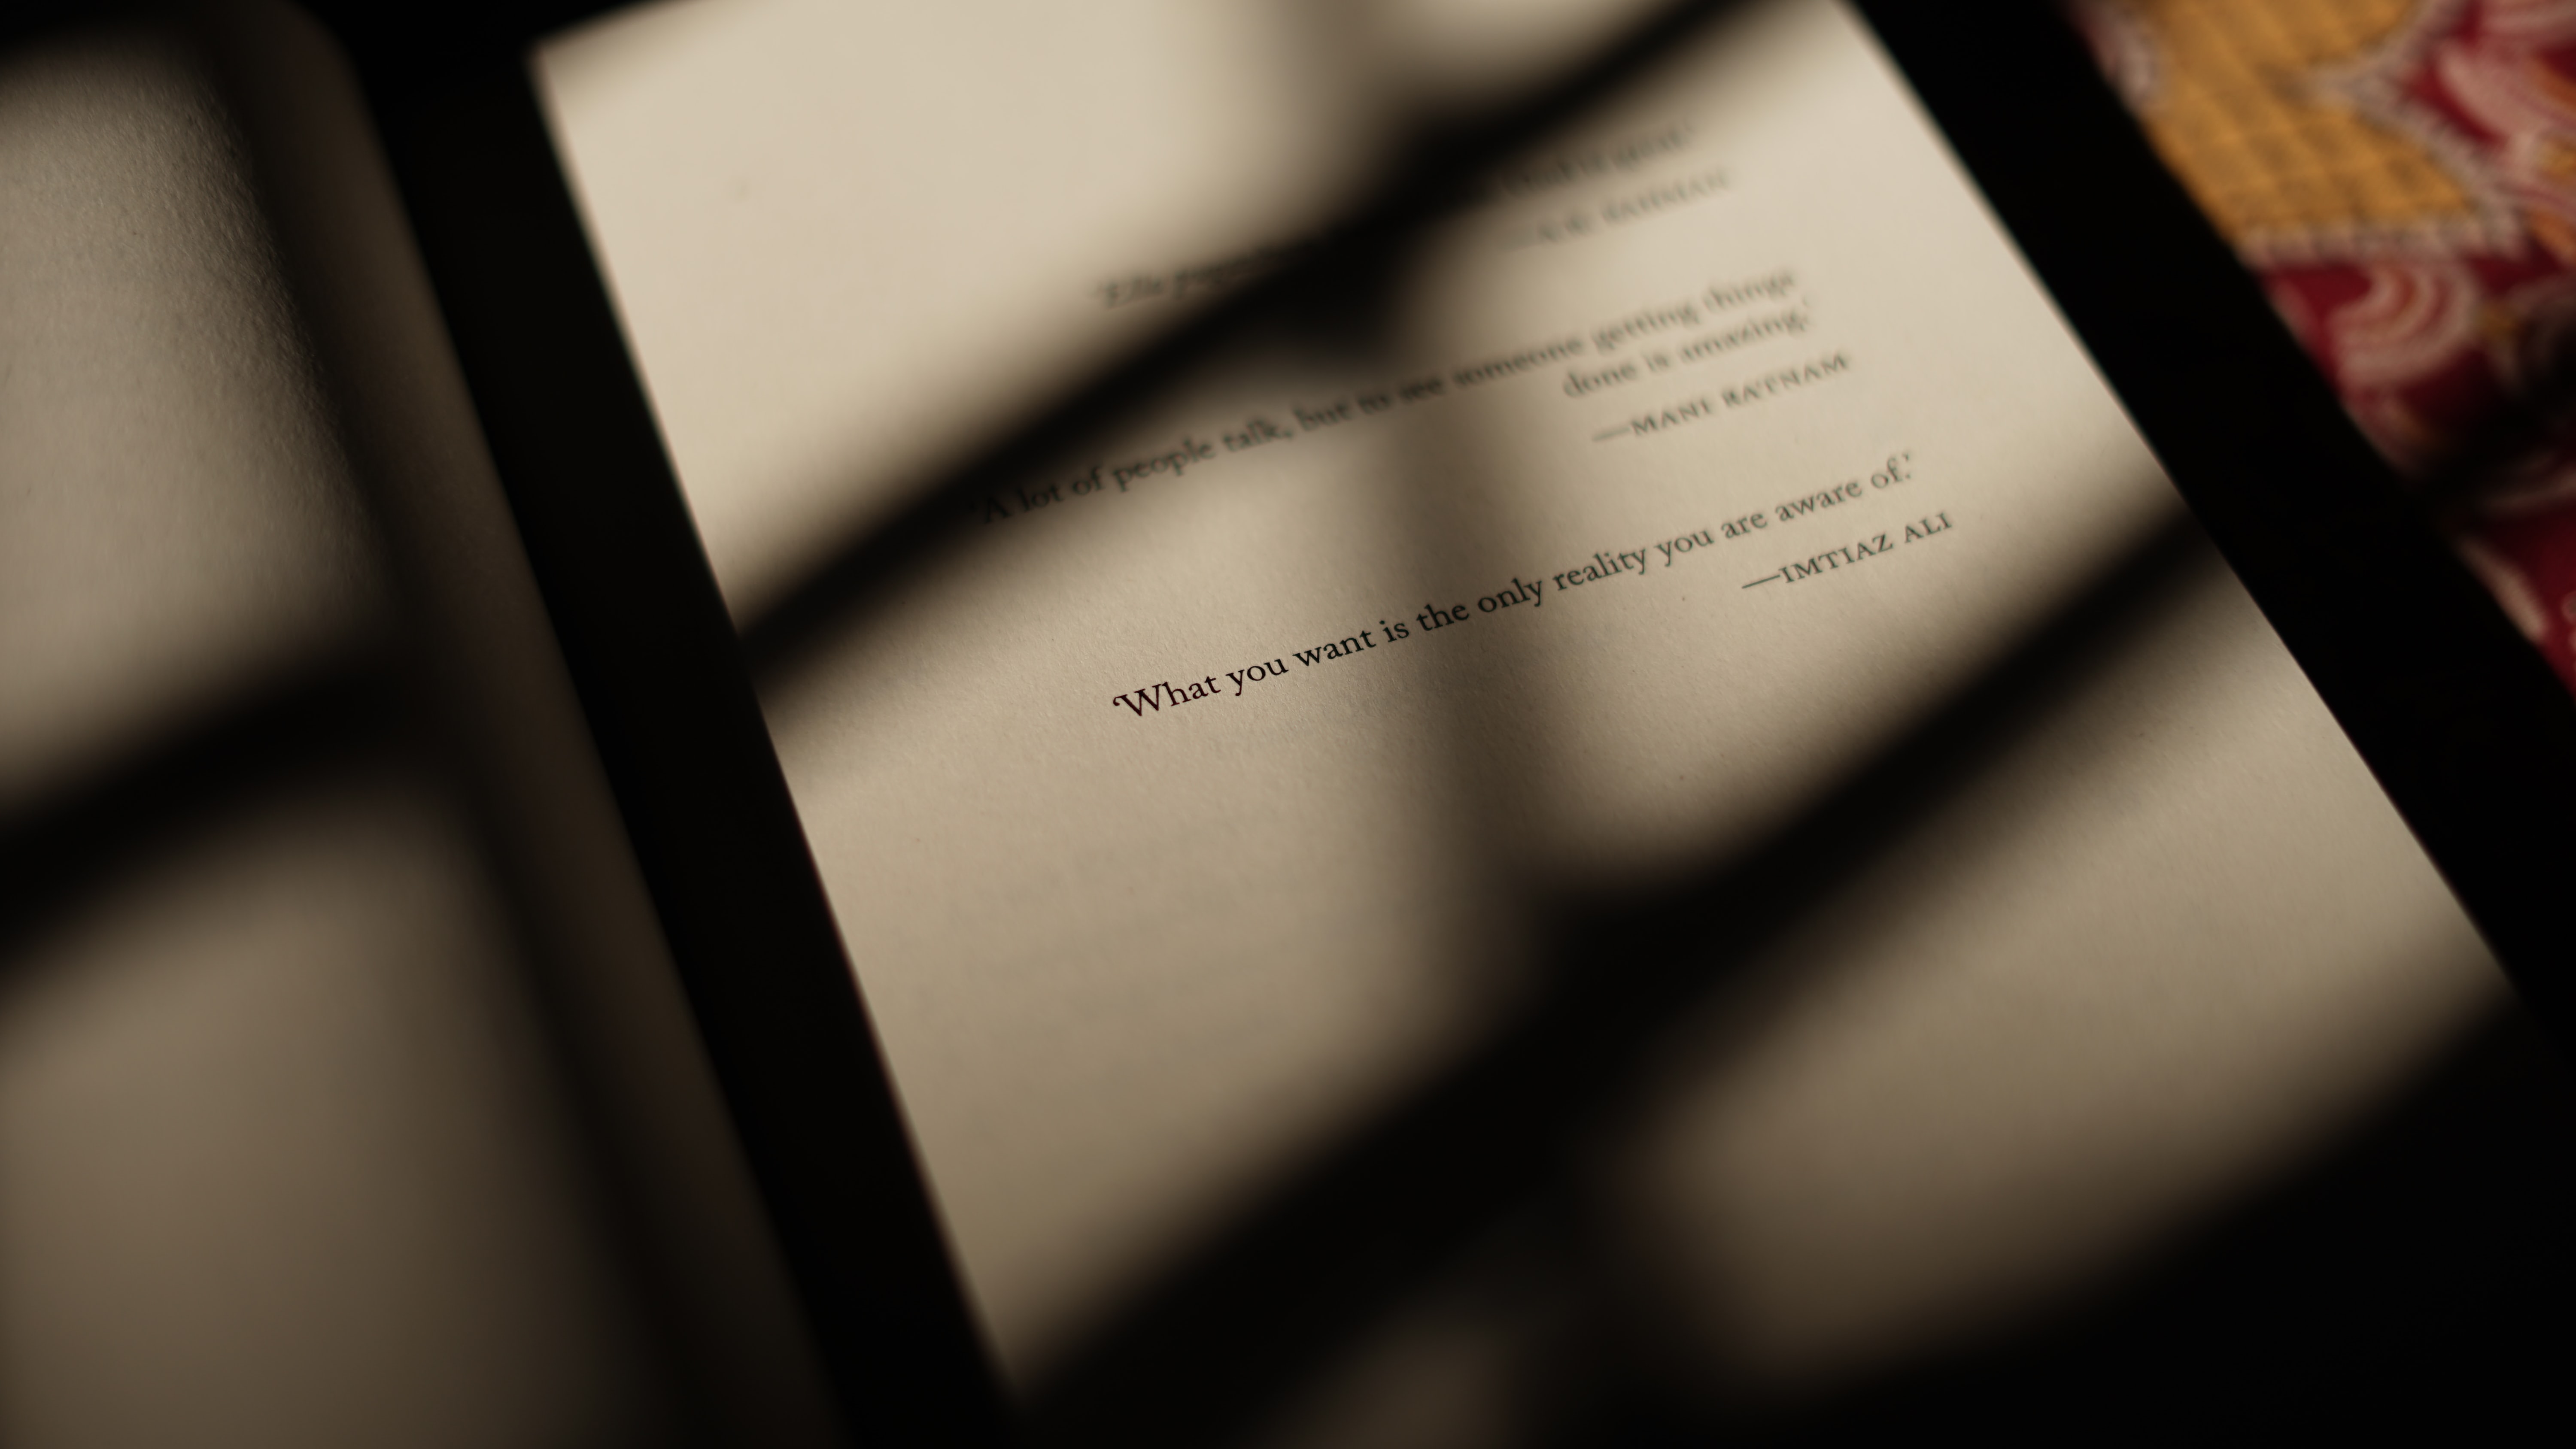 —A.R. RAHMAN
'A lot of people talk, but to see someone getting things
done is amazing.'
—MANI RATNAM
'What you want is the only reality you are aware of.'
—IMTIAZ ALI